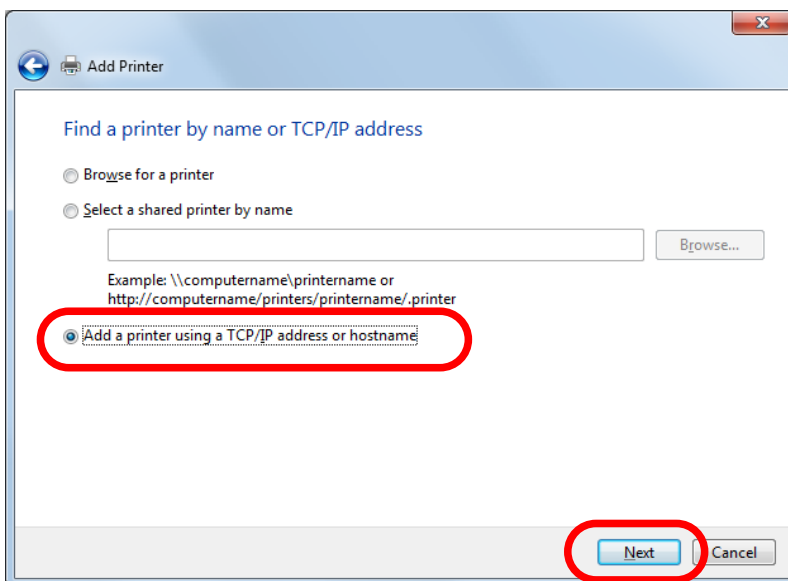 Add Printer
Find a printer by name or TCP/IP address
Browse for a printer
Select a shared printer by name
Browse...
Example: \\computername\printername or
http://computername/printers/printername/.printer
Add a printer using a TCP/IP address or hostname
Next Cancel